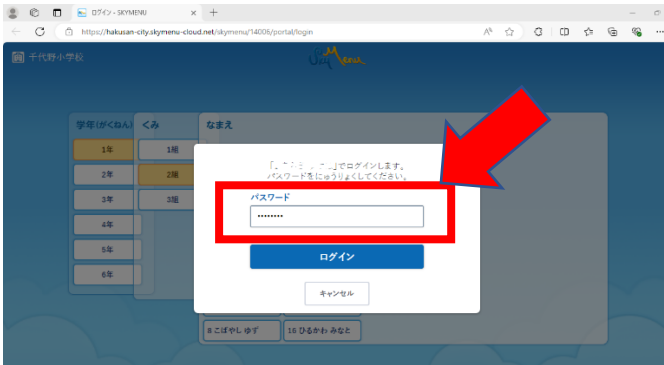 ログイン - SKYMENU
https://hakusan-city.skymenu-cloud.net/skymenu/14006/portal/login
千代野小学校
SkyMenu
学年(がくねん)
くみ
なまえ
1年
1組
2年
2組
3年
3組
4年
5年
6年
」でログインします。
パスワードをにゅうりょくしてください。
パスワード
••••••••
ログイン
キャンセル
8 こばやし ゆず
16 ひるかわ みなと